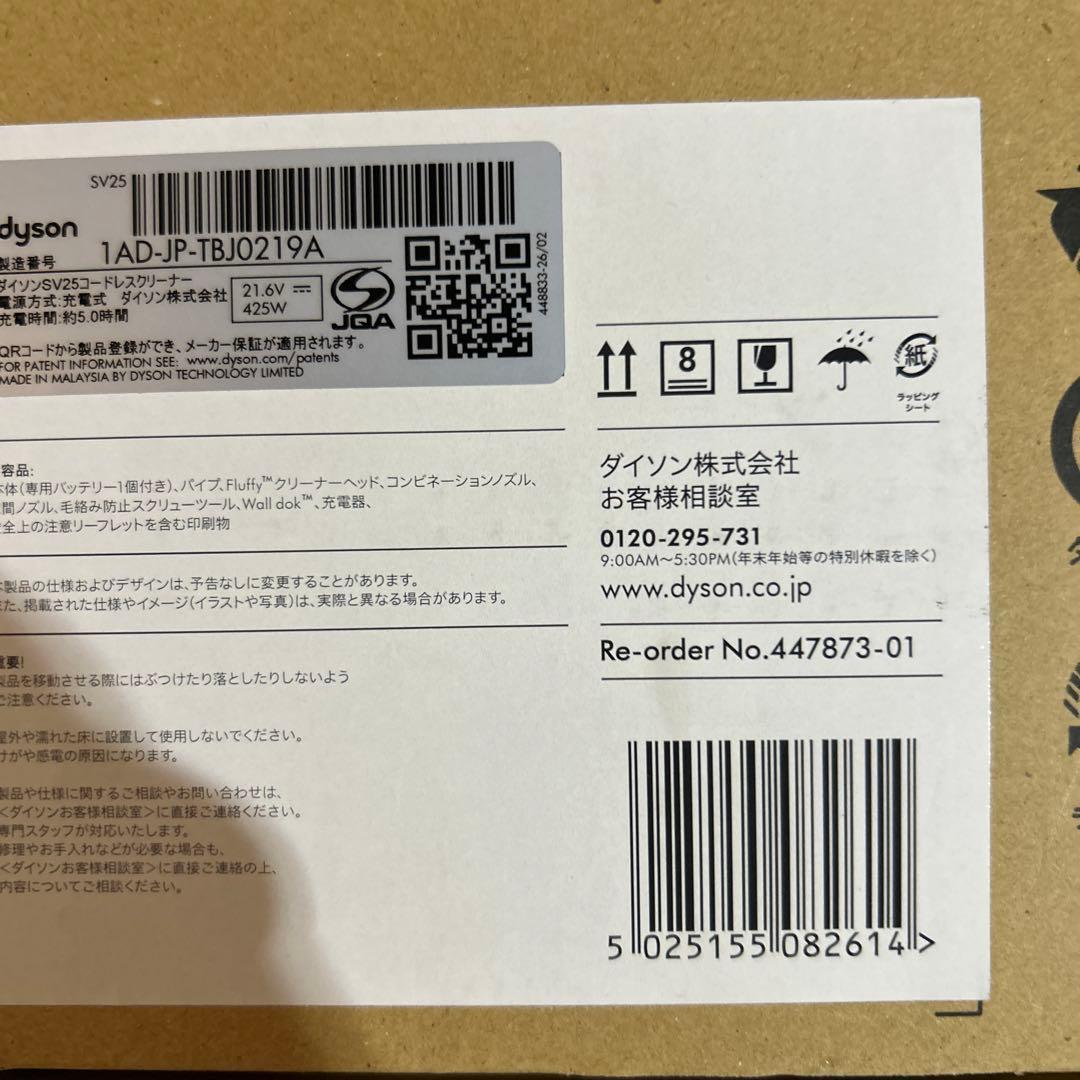 SV25
dyson
製造番号 1AD-JP-TBJ0219A
ダイソンSV25コードレスクリーナー
電源方式:充電式 ダイソン株式会社
充電時間:約5.0時間
21.6V
425W
JQA
448833-26/02
QRコードから製品登録ができ、メーカー保証が適用されます。
FOR PATENT INFORMATION SEE: www.dyson.com/patents
MADE IN MALAYSIA BY DYSON TECHNOLOGY LIMITED
8
紙
ラッピング
シート
容品:
体(専用バッテリー1個付き)、パイプ、Fluffy™クリーナーヘッド、コンビネーションノズル、
間ノズル、毛絡み防止スクリューツール、Wall dok™、充電器、
全上の注意リーフレットを含む印刷物
本製品の仕様およびデザインは、予告なしに変更することがあります。
また、掲載された仕様やイメージ(イラストや写真)は、実際と異なる場合があります。
重要!
製品を移動させる際にはぶつけたり落としたりしないよう
ご注意ください。
屋外や濡れた床に設置して使用しないでください。
けがや感電の原因になります。
製品や仕様に関するご相談やお問い合わせは、
<ダイソンお客様相談室>に直接ご連絡ください。
専門スタッフが対応いたします。
修理やお手入れなどが必要な場合も、
<ダイソンお客様相談室>に直接ご連絡の上、
内容についてご相談ください。
ダイソン株式会社
お客様相談室
0120-295-731
9:00AM～5:30PM(年末年始等の特別休暇を除く)
www.dyson.co.jp
Re-order No.447873-01
5 025155 082614 >